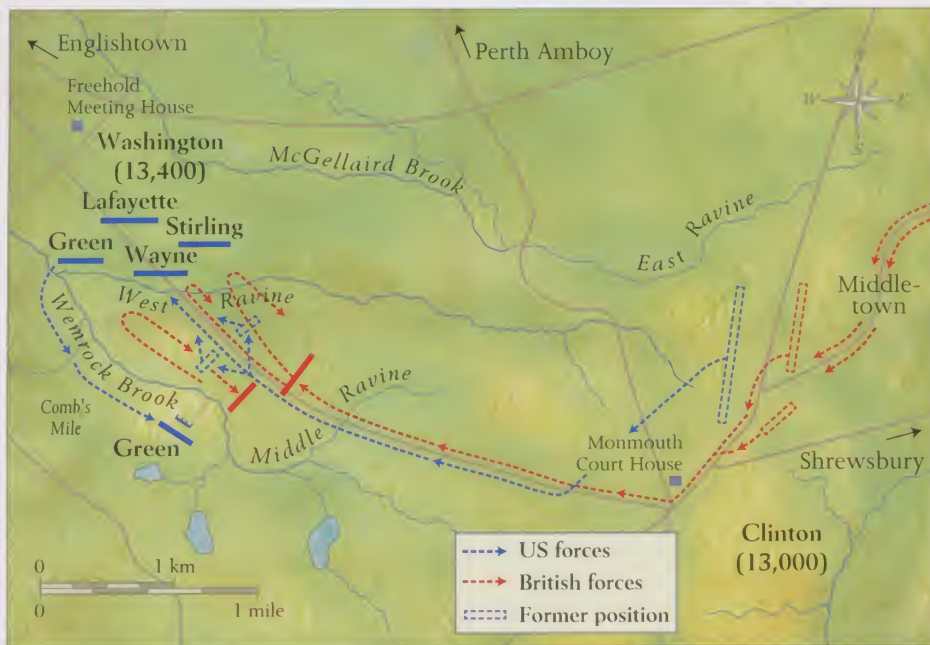 Englishtown
Perth Amboy
Freehold
Meeting House
Washington
(13,400)
McGellaird Brook
W
E
S
Lafayette
Stirling
Green
Wayne
East Ravine
Middle-
town
West Ravine
Wemrock Brook
Comb's
Mile
Green
Middle Ravine
Monmouth
Court House
Shrewsbury
Clinton
(13,000)
0 1 km
0 1 mile
US forces
British forces
Former position